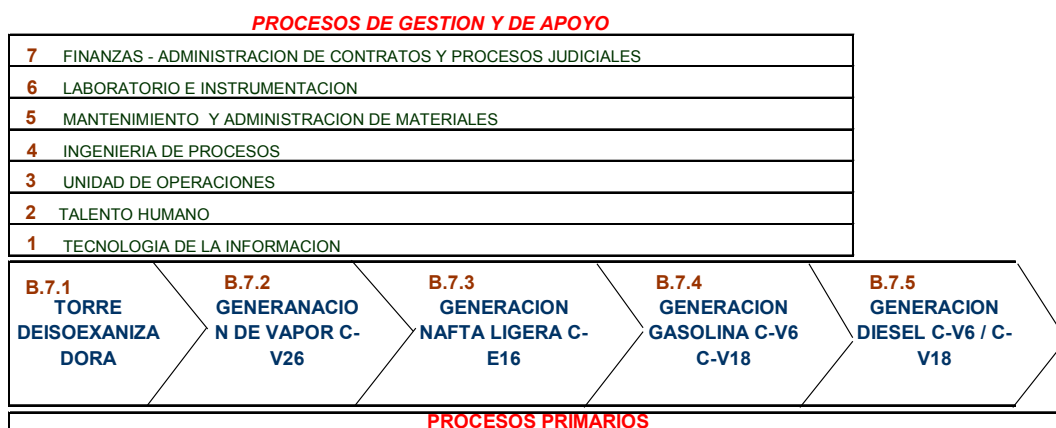 PROCESOS DE GESTION Y DE APOYO
7 FINANZAS - ADMINISTRACION DE CONTRATOS Y PROCESOS JUDICIALES
6 LABORATORIO E INSTRUMENTACION
5 MANTENIMIENTO Y ADMINISTRACION DE MATERIALES
4 INGENIERIA DE PROCESOS
3 UNIDAD DE OPERACIONES
2 TALENTO HUMANO
1 TECNOLOGIA DE LA INFORMACION
B.7.1
TORRE
DEISOEXANIZA
DORA
B.7.2
GENERANACIO
N DE VAPOR C-
V26
B.7.3
GENERACION
NAFTA LIGERA C-
E16
B.7.4
GENERACION
GASOLINA C-V6
C-V18
B.7.5
GENERACION
DIESEL C-V6 / C-
V18
PROCESOS PRIMARIOS